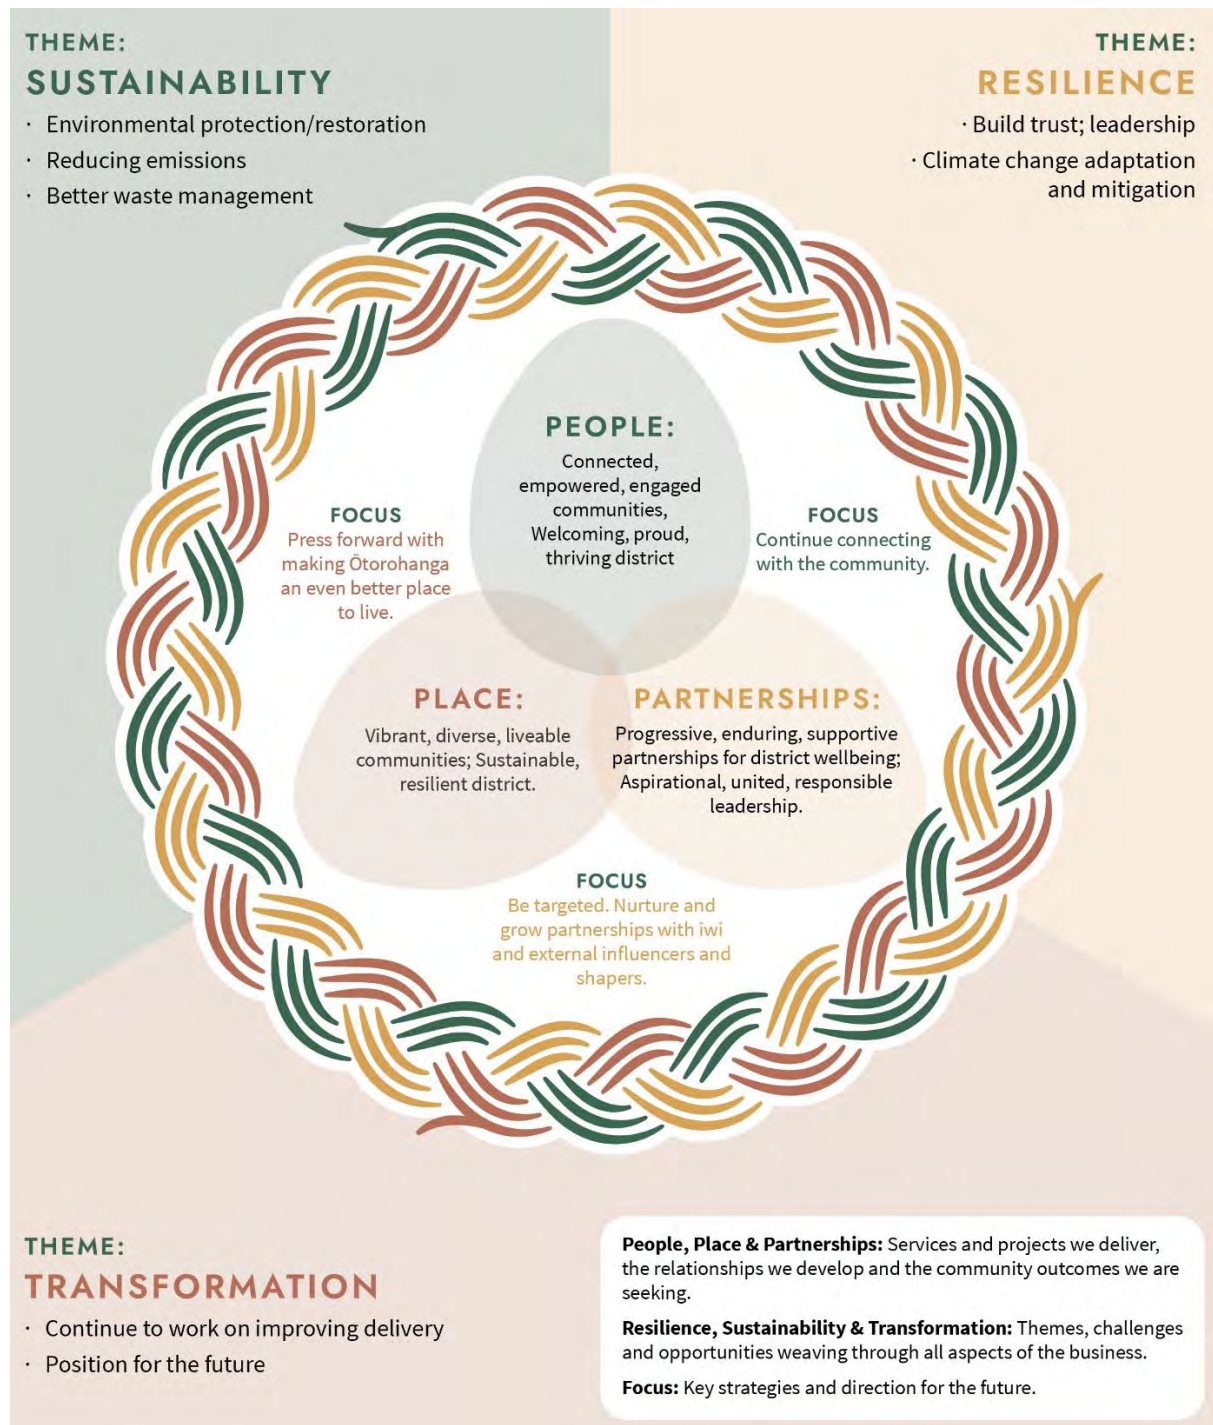 THEME:
SUSTAINABILITY
· Environmental protection/restoration
· Reducing emissions
· Better waste management
THEME:
RESILIENCE
· Build trust; leadership
· Climate change adaptation
and mitigation
PEOPLE:
Connected,
empowered, engaged
communities,
Welcoming, proud,
thriving district
FOCUS
Press forward with
making Ōtorohanga
an even better place
to live.
FOCUS
Continue connecting
with the community.
PLACE:
Vibrant, diverse, liveable
communities; Sustainable,
resilient district.
PARTNERSHIPS:
Progressive, enduring, supportive
partnerships for district wellbeing;
Aspirational, united, responsible
leadership.
FOCUS
Be targeted. Nurture and
grow partnerships with iwi
and external influencers and
shapers.
THEME:
TRANSFORMATION
· Continue to work on improving delivery
· Position for the future
People, Place & Partnerships: Services and projects we deliver,
the relationships we develop and the community outcomes we are
seeking.
Resilience, Sustainability & Transformation: Themes, challenges
and opportunities weaving through all aspects of the business.
Focus: Key strategies and direction for the future.